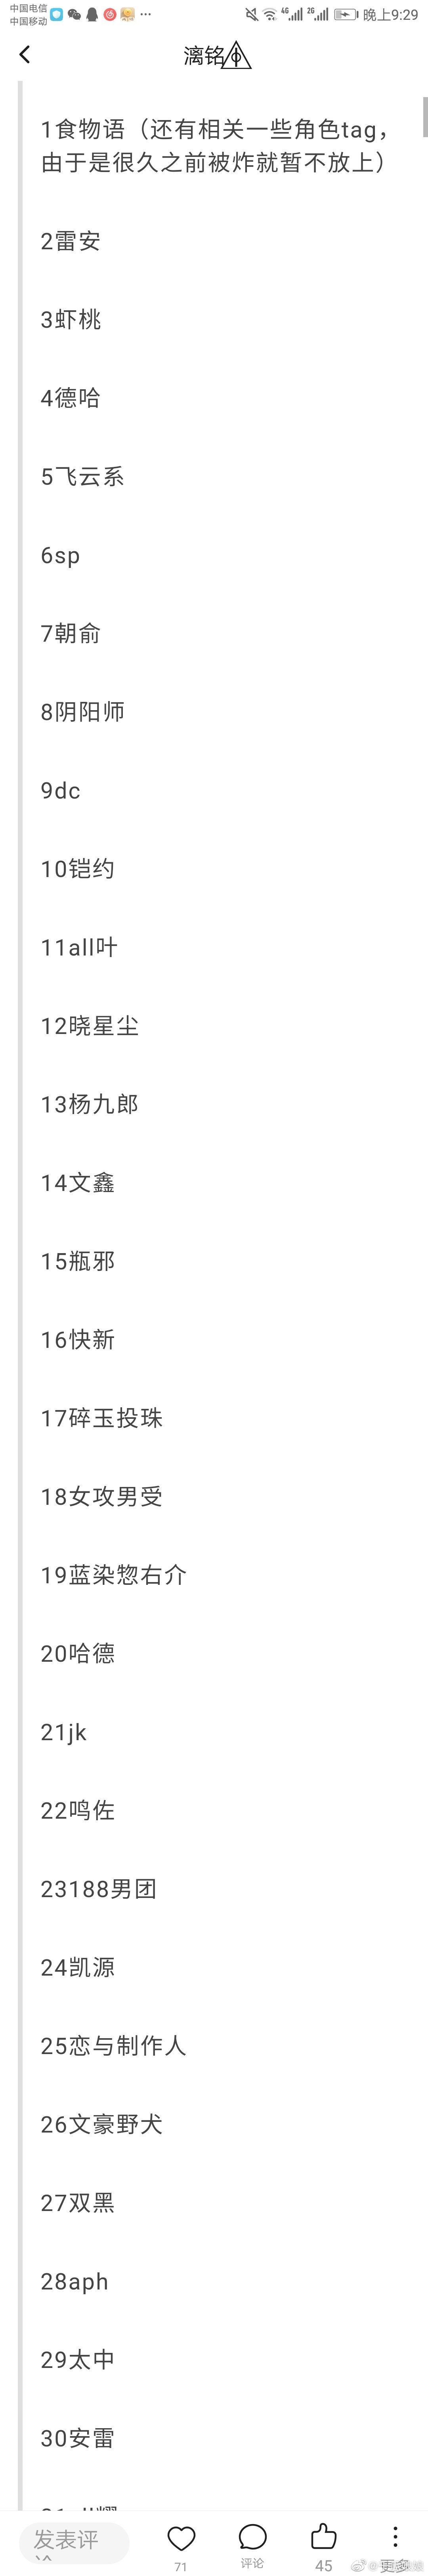 中国电信
中国移动
4G
2G
晚上9:29
漓铭
1食物语（还有相关一些角色tag，
由于是很久之前被炸就暂不放上）
2雷安
3虾桃
4德哈
5飞云系
6sp
7朝俞
8阴阳师
9dc
10铠约
11all叶
12晓星尘
13杨九郎
14文鑫
15瓶邪
16快新
17碎玉投珠
18女攻男受
19蓝染惣右介
20哈德
21jk
22鸣佐
23188男团
24凯源
25恋与制作人
26文豪野犬
27双黑
28aph
29太中
30安雷
发表评
71
评论
45
更多